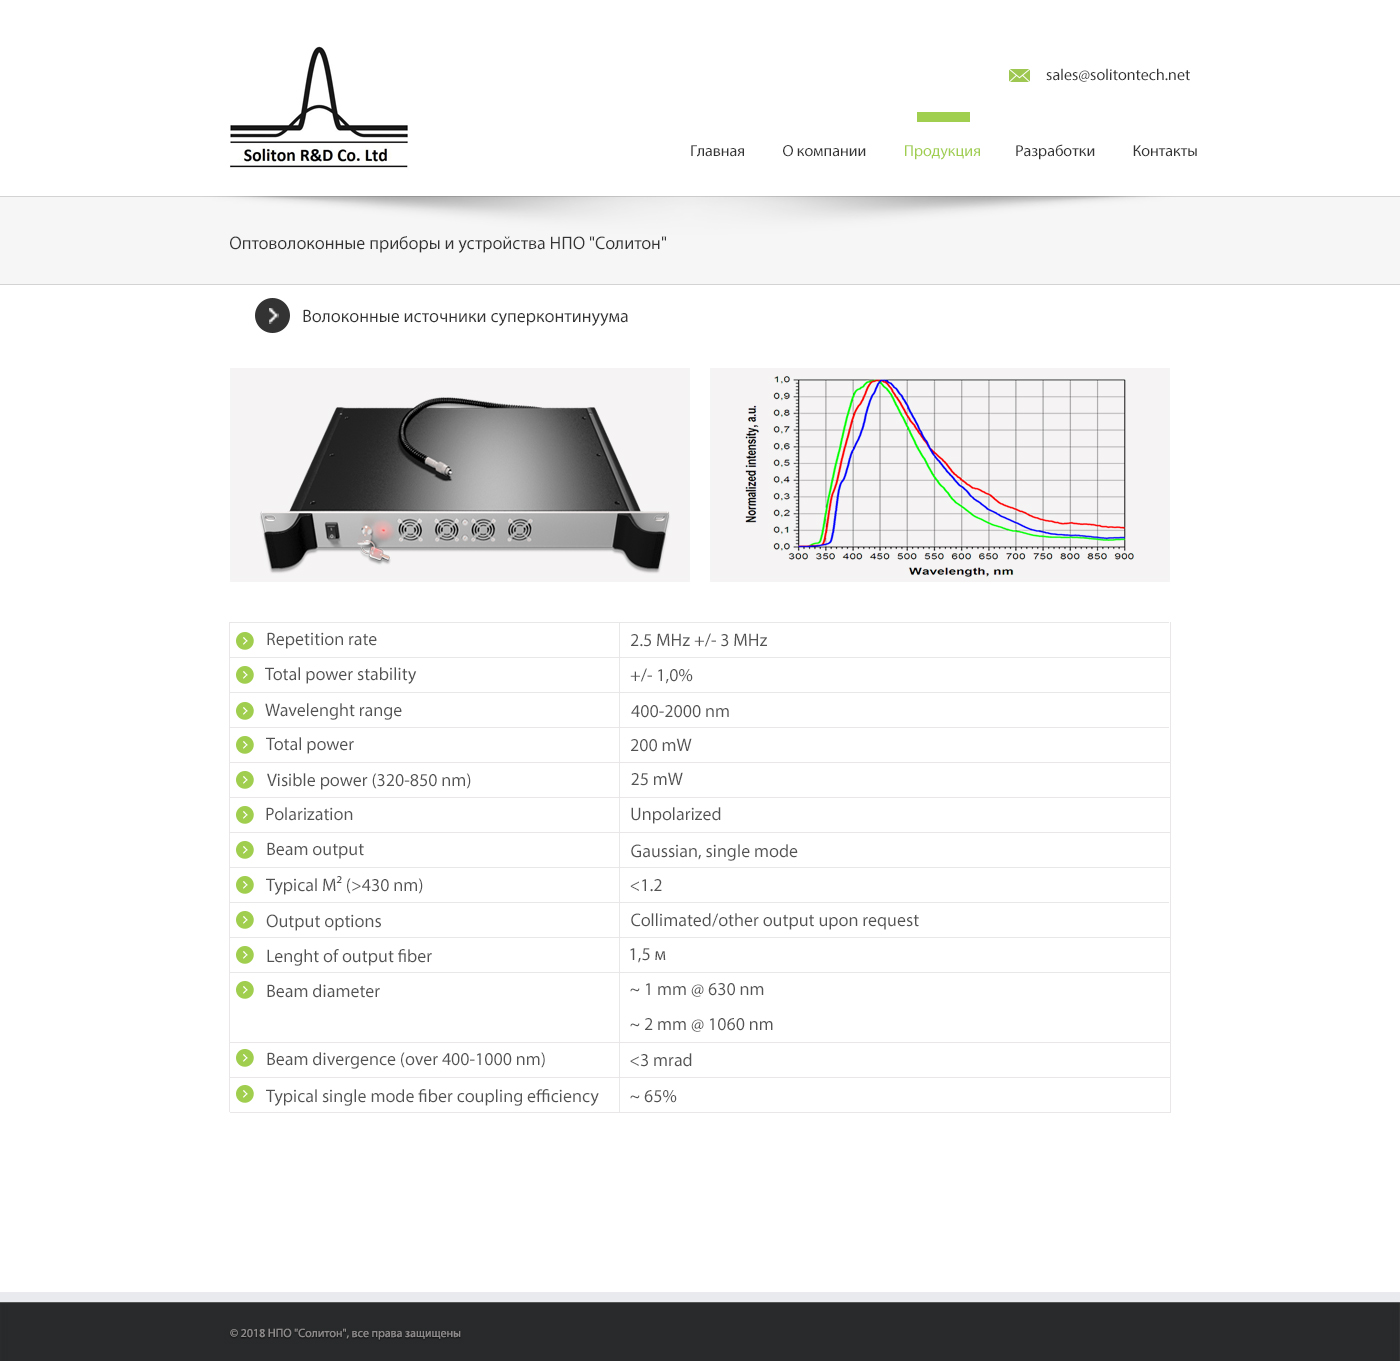 Soliton R&D Co. Ltd
sales@solitontech.net
Главная О компании Продукция Разработки Контакты
Оптоволоконные приборы и устройства НПО "Солитон"
Волоконные источники суперконтинуума
Normalized intensity, a.u.
1,0
0,9
0,8
0,7
0,6
0,5
0,4
0,3
0,2
0,1
0,0
300 350 400 450 500 550 600 650 700 750 800 850 900
Wavelength, nm
Repetition rate 2.5 MHz +/- 3 MHz
Total power stability +/- 1,0%
Wavelenght range 400-2000 nm
Total power 200 mW
Visible power (320-850 nm) 25 mW
Polarization Unpolarized
Beam output Gaussian, single mode
Typical M² (>430 nm) <1.2
Output options Collimated/other output upon request
Lenght of output fiber 1,5 м
Beam diameter ~ 1 mm @ 630 nm
~ 2 mm @ 1060 nm
Beam divergence (over 400-1000 nm) <3 mrad
Typical single mode fiber coupling efficiency ~ 65%
© 2018 НПО "Солитон", все права защищены